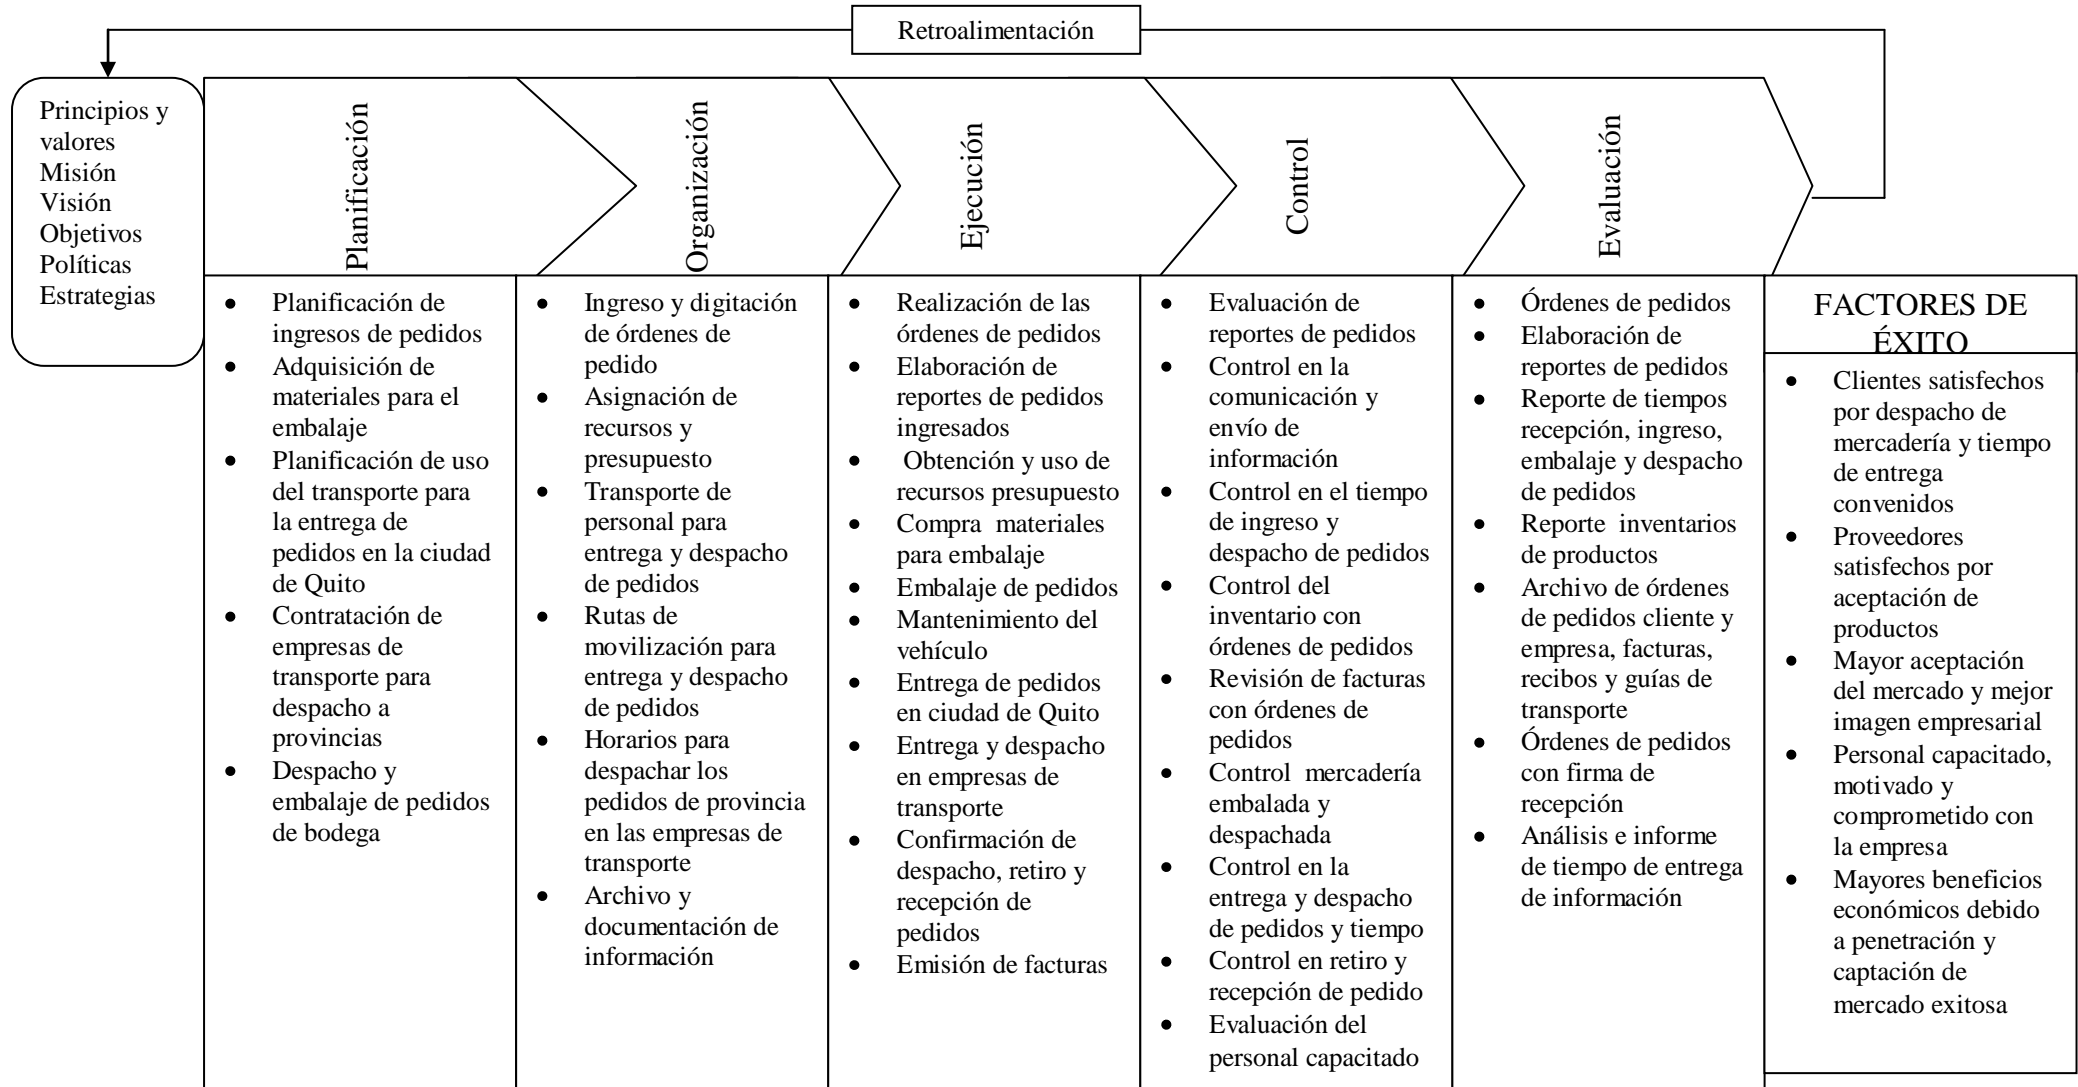 Retroalimentación
Principios y
valores
Misión
Visión
Objetivos
Políticas
Estrategias
Planificación
Organización
Ejecución
Control
Evaluación
• Planificación de
ingresos de pedidos
• Adquisición de
materiales para el
embalaje
• Planificación de uso
del transporte para
la entrega de
pedidos en la ciudad
de Quito
• Contratación de
empresas de
transporte para
despacho a
provincias
• Despacho y
embalaje de pedidos
de bodega
• Ingreso y digitación
de órdenes de
pedido
• Asignación de
recursos y
presupuesto
• Transporte de
personal para
entrega y despacho
de pedidos
• Rutas de
movilización para
entrega y despacho
de pedidos
• Horarios para
despachar los
pedidos de provincia
en las empresas de
transporte
• Archivo y
documentación de
información
• Realización de las
órdenes de pedidos
• Elaboración de
reportes de pedidos
ingresados
• Obtención y uso de
recursos presupuesto
• Compra materiales
para embalaje
• Embalaje de pedidos
• Mantenimiento del
vehículo
• Entrega de pedidos
en ciudad de Quito
• Entrega y despacho
en empresas de
transporte
• Confirmación de
despacho, retiro y
recepción de
pedidos
• Emisión de facturas
• Evaluación de
reportes de pedidos
• Control en la
comunicación y
envío de
información
• Control en el tiempo
de ingreso y
despacho de pedidos
• Control del
inventario con
órdenes de pedidos
• Revisión de facturas
con órdenes de
pedidos
• Control mercadería
embalada y
despachada
• Control en la
entrega y despacho
de pedidos y tiempo
• Control en retiro y
recepción de pedido
• Evaluación del
personal capacitado
• Órdenes de pedidos
• Elaboración de
reportes de pedidos
• Reporte de tiempos
recepción, ingreso,
embalaje y despacho
de pedidos
• Reporte inventarios
de productos
• Archivo de órdenes
de pedidos cliente y
empresa, facturas,
recibos y guías de
transporte
• Órdenes de pedidos
con firma de
recepción
• Análisis e informe
de tiempo de entrega
de información
FACTORES DE
ÉXITO
• Clientes satisfechos
por despacho de
mercadería y tiempo
de entrega
convenidos
• Proveedores
satisfechos por
aceptación de
productos
• Mayor aceptación
del mercado y mejor
imagen empresarial
• Personal capacitado,
motivado y
comprometido con
la empresa
• Mayores beneficios
económicos debido
a penetración y
captación de
mercado exitosa